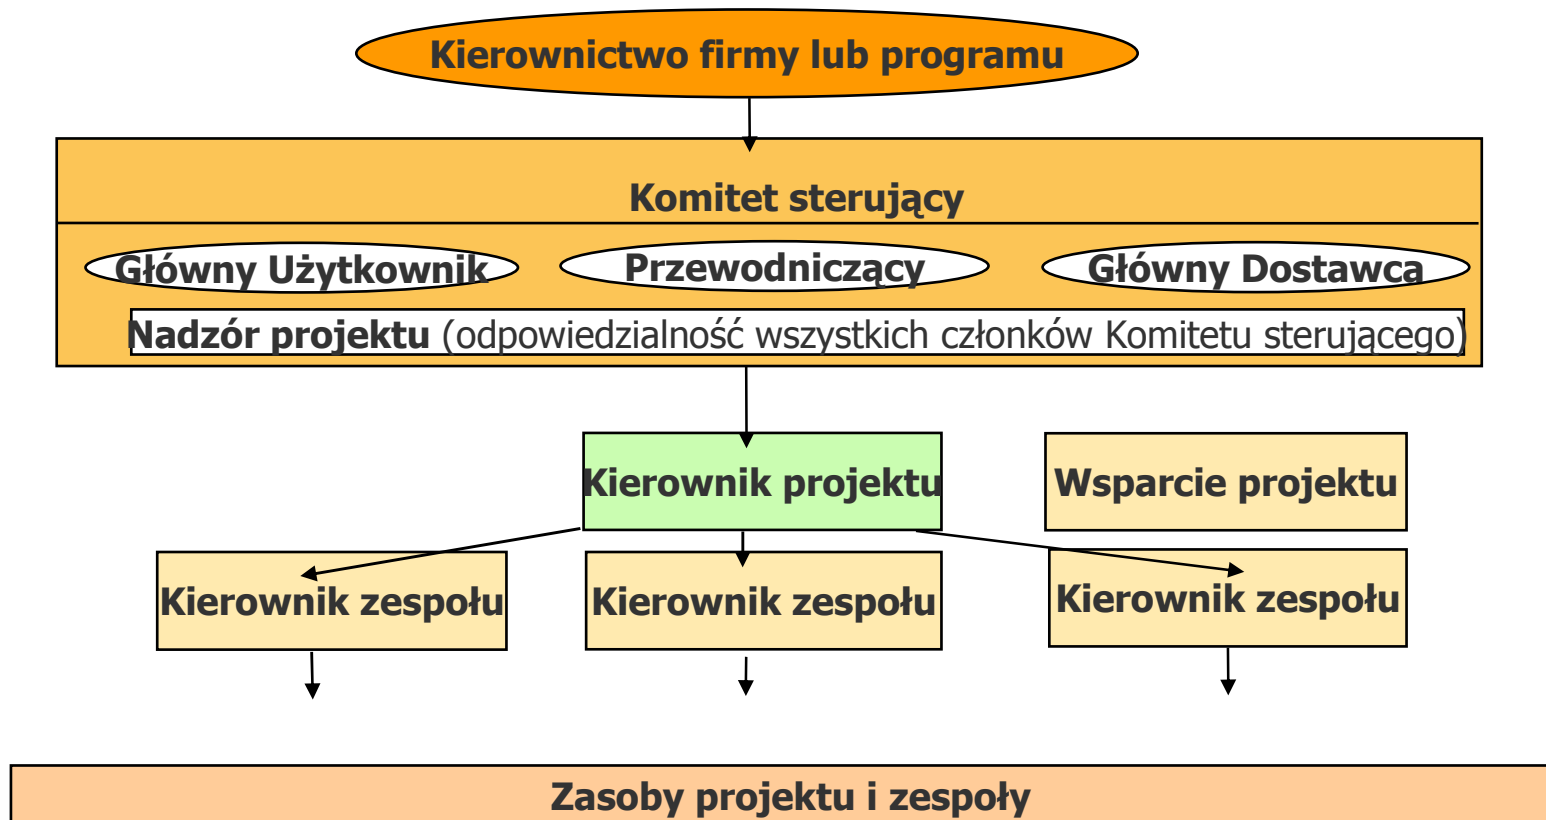 Kierownictwo firmy lub programu
Komitet sterujący
Główny Użytkownik
Przewodniczący
Główny Dostawca
Nadzór projektu (odpowiedzialność wszystkich członków Komitetu sterującego)
Kierownik projektu
Wsparcie projektu
Kierownik zespołu
Kierownik zespołu
Kierownik zespołu
Zasoby projektu i zespoły